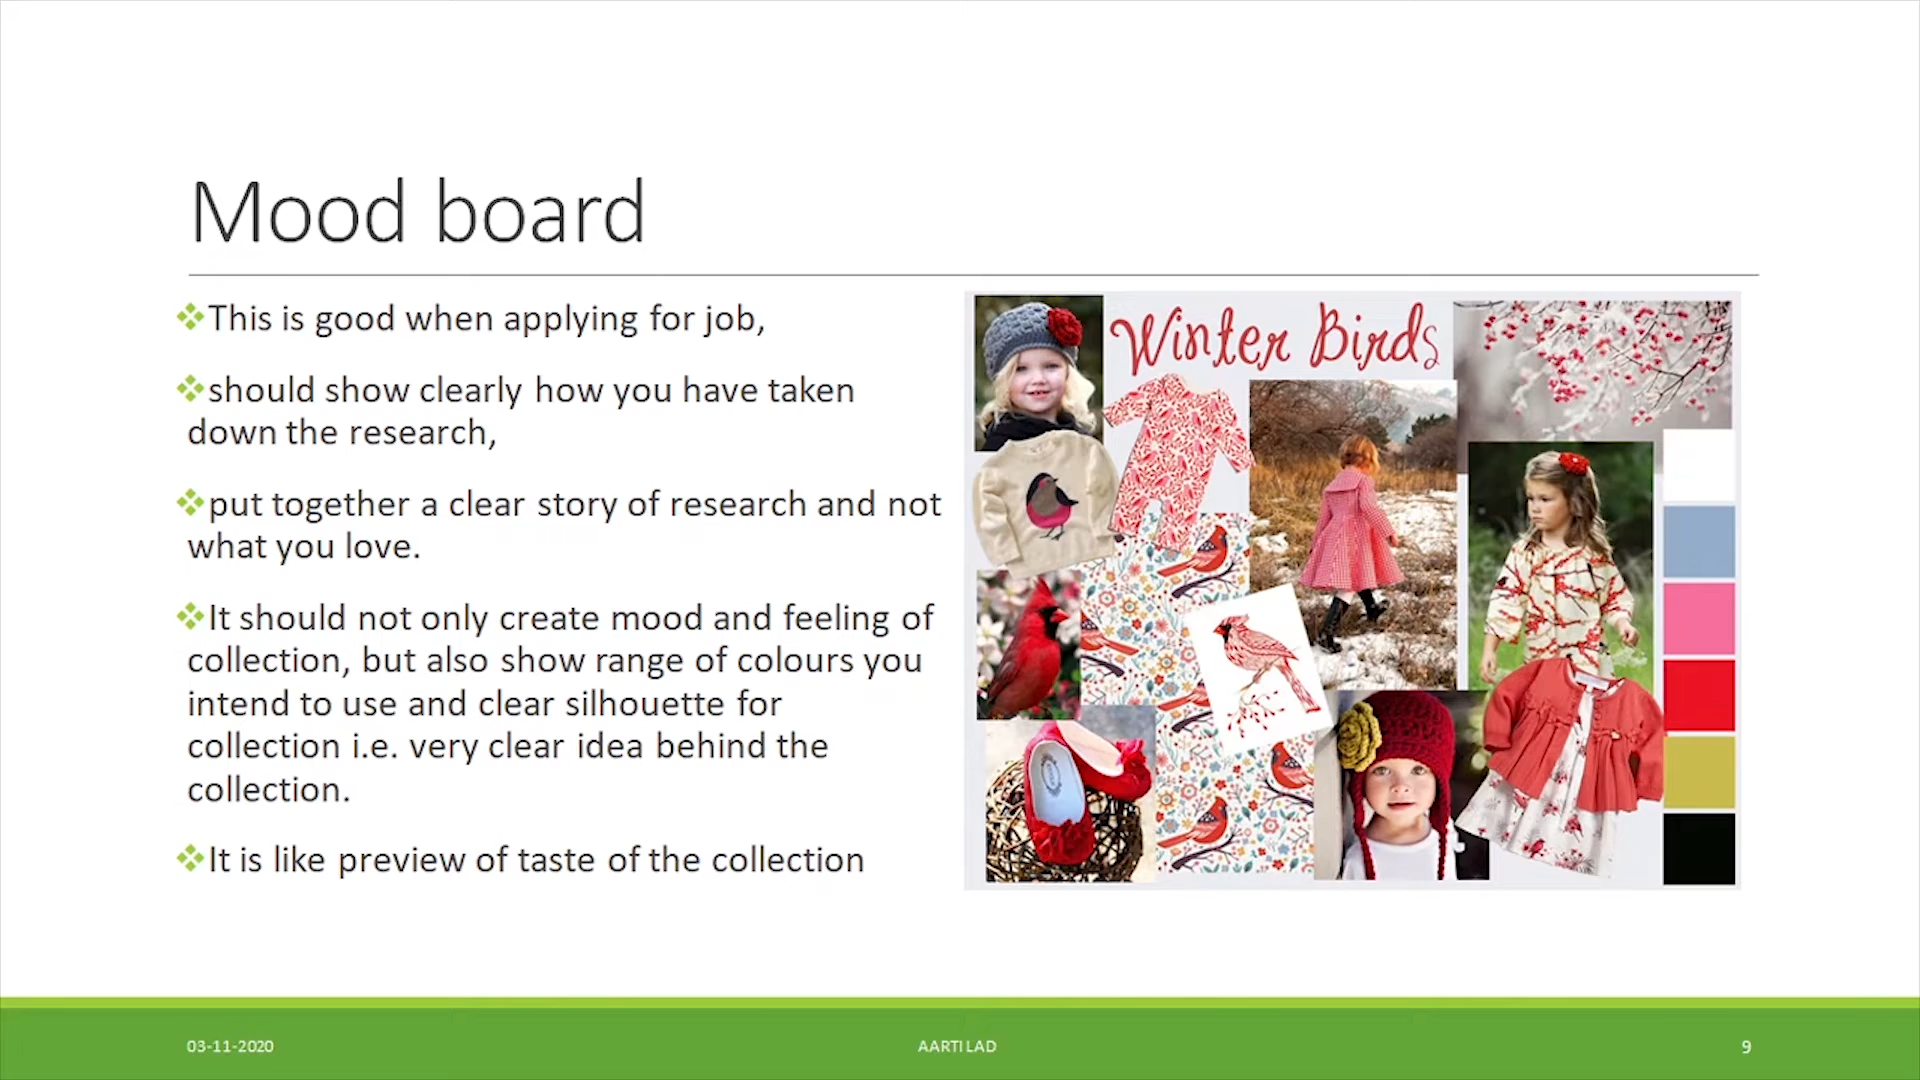 Mood board
This is good when applying for job,
should show clearly how you have taken
down the research,
put together a clear story of research and not
what you love.
It should not only create mood and feeling of
collection, but also show range of colours you
intend to use and clear silhouette for
collection i.e. very clear idea behind the
collection.
It is like preview of taste of the collection
Winter Birds
03-11-2020
AARTI LAD
9